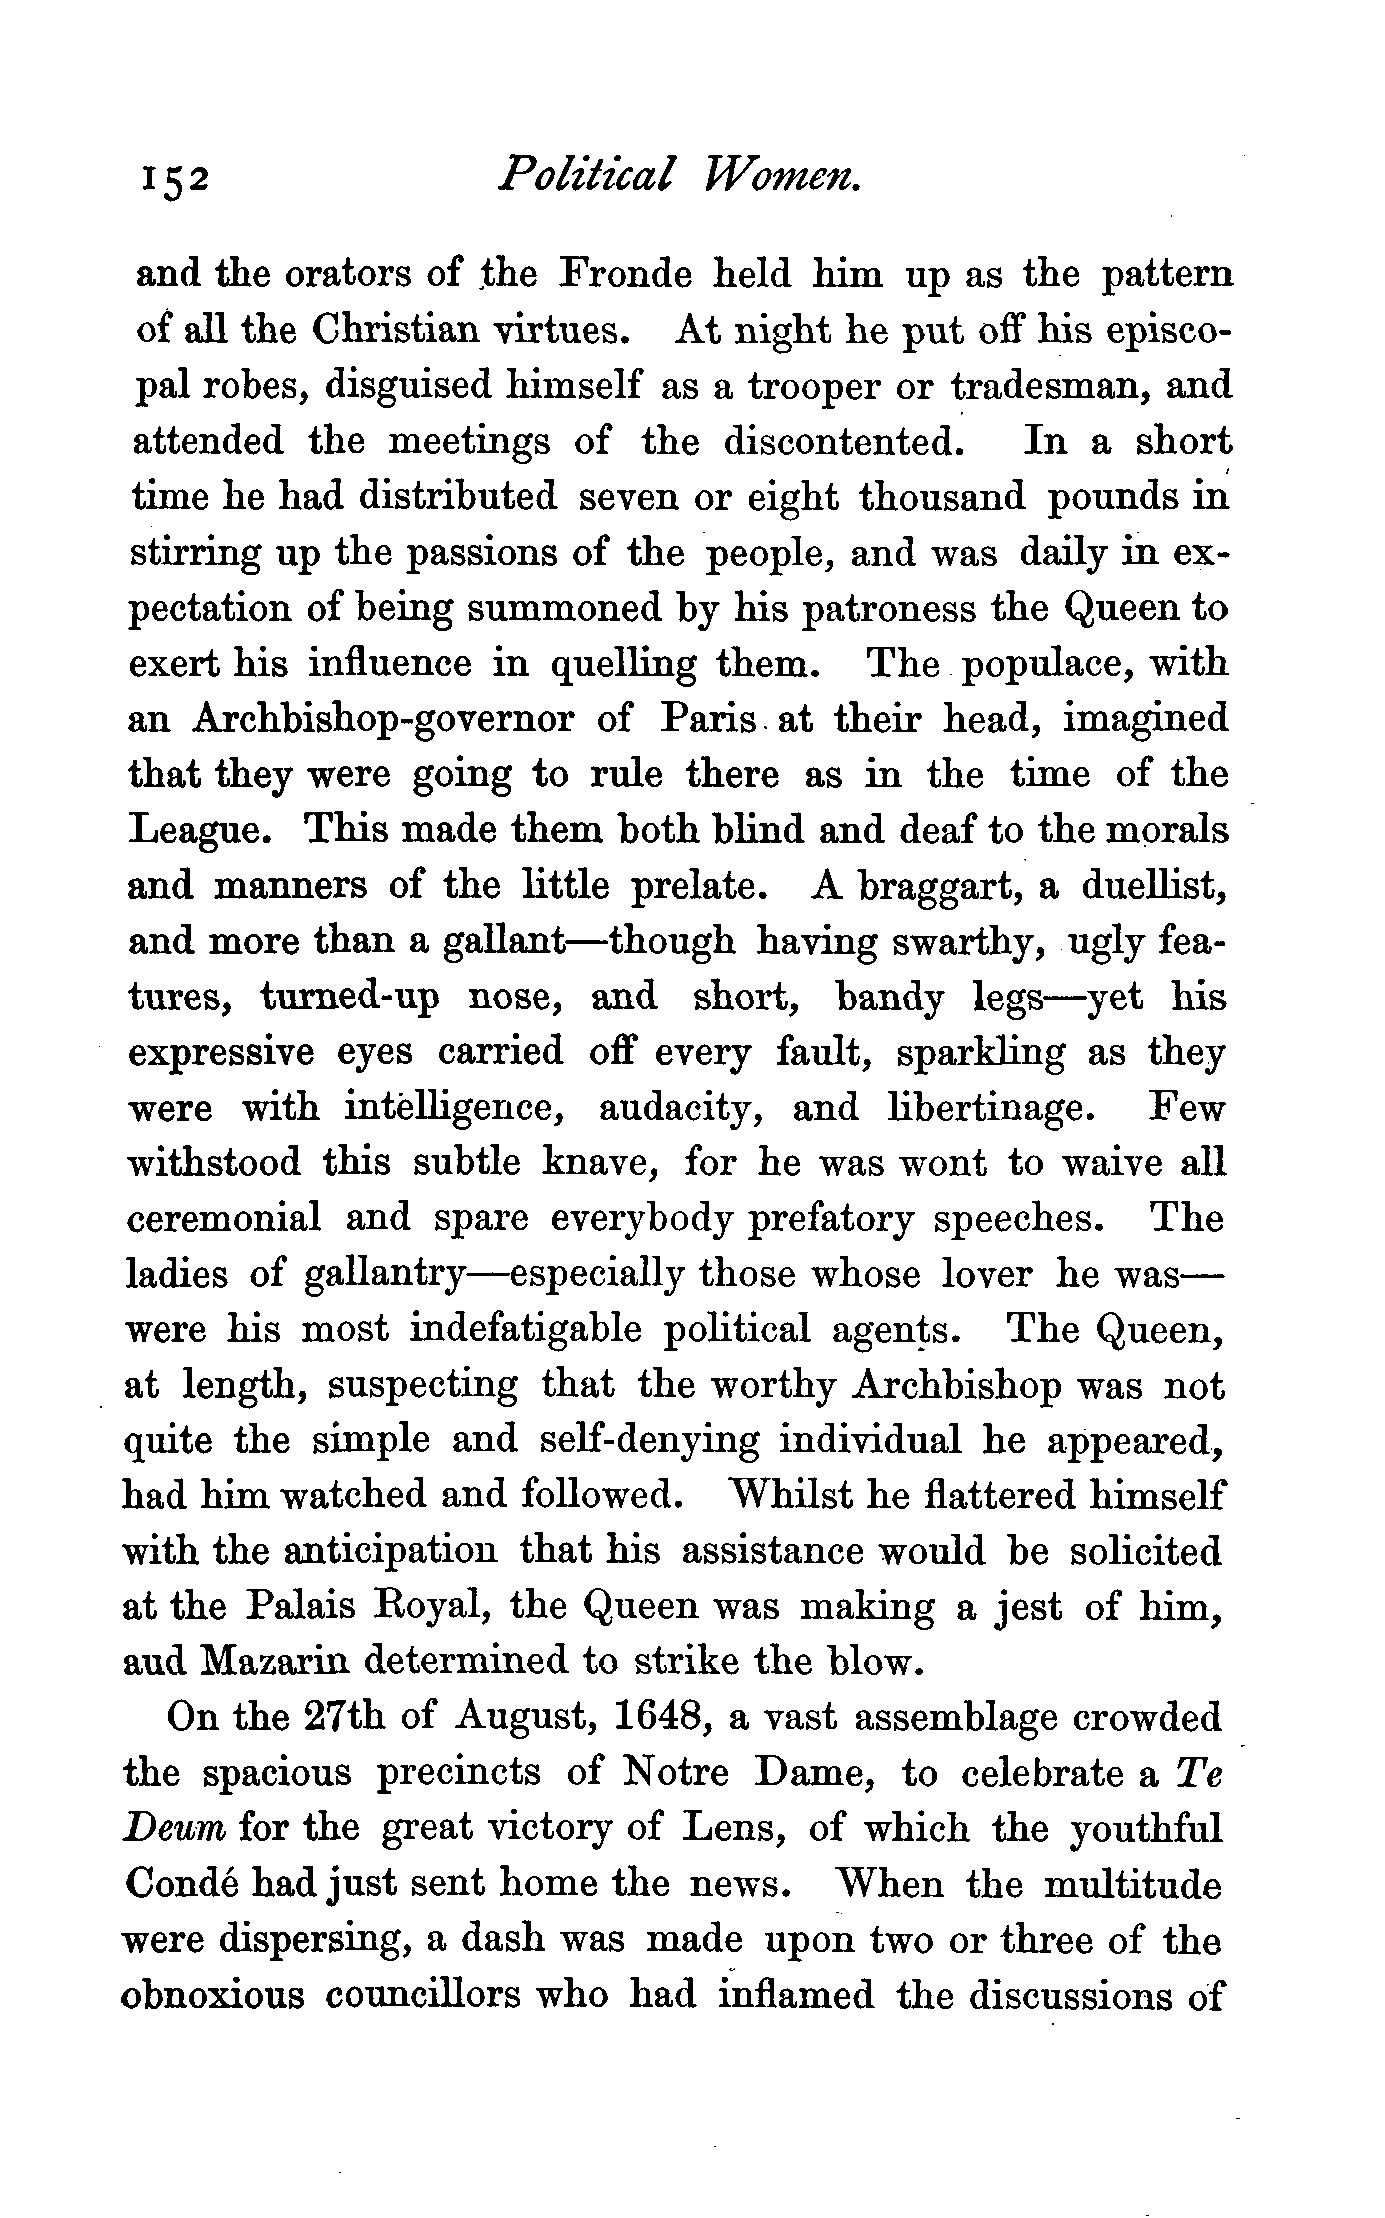 152 Political Women.
and the orators of the Fronde held him up as the pattern
of all the Christian virtues. At night he put off his episco-
pal robes, disguised himself as a trooper or tradesman, and
attended the meetings of the discontented. In a short
time he had distributed seven or eight thousand pounds in
stirring up the passions of the people, and was daily in ex-
pectation of being summoned by his patroness the Queen to
exert his influence in quelling them. The populace, with
an Archbishop-governor of Paris at their head, imagined
that they were going to rule there as in the time of the
League. This made them both blind and deaf to the morals
and manners of the little prelate. A braggart, a duellist,
and more than a gallant—though having swarthy, ugly fea-
tures, turned-up nose, and short, bandy legs—yet his
expressive eyes carried off every fault, sparkling as they
were with intelligence, audacity, and libertinage. Few
withstood this subtle knave, for he was wont to waive all
ceremonial and spare everybody prefatory speeches. The
ladies of gallantry—especially those whose lover he was—
were his most indefatigable political agents. The Queen,
at length, suspecting that the worthy Archbishop was not
quite the simple and self-denying individual he appeared,
had him watched and followed. Whilst he flattered himself
with the anticipation that his assistance would be solicited
at the Palais Royal, the Queen was making a jest of him,
aud Mazarin determined to strike the blow.
On the 27th of August, 1648, a vast assemblage crowded
the spacious precincts of Notre Dame, to celebrate a Te
Deum for the great victory of Lens, of which the youthful
Condé had just sent home the news. When the multitude
were dispersing, a dash was made upon two or three of the
obnoxious councillors who had inflamed the discussions of